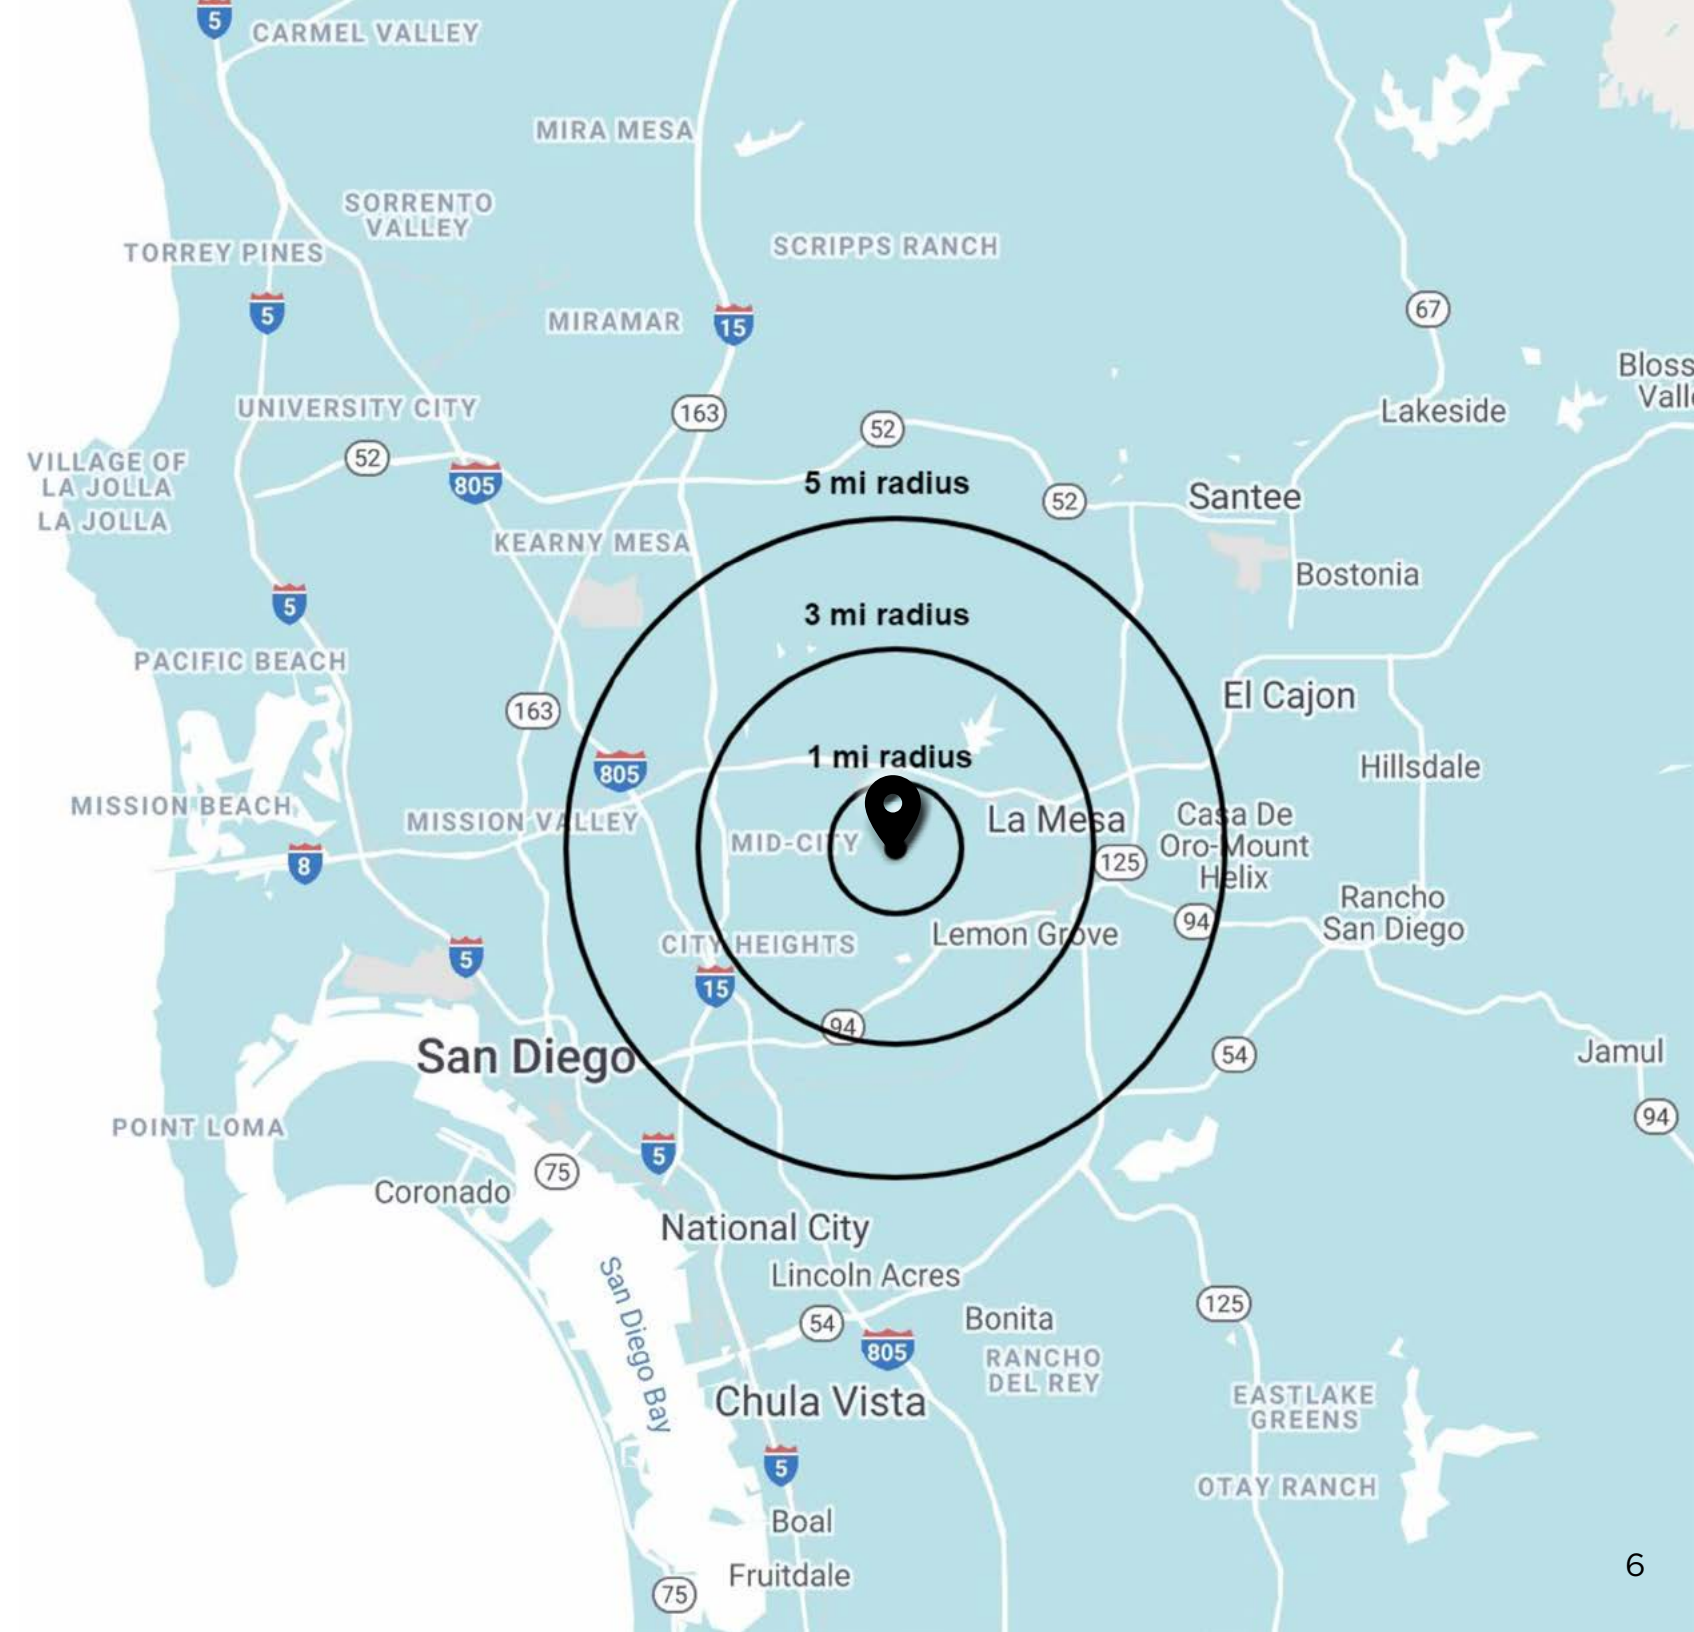 5
CARMEL VALLEY
MIRA MESA
SORRENTO
VALLEY
TORREY PINES
SCRIPPS RANCH
5
MIRAMAR
15
67
Bloss
Vall
UNIVERSITY CITY
163
52
Lakeside
VILLAGE OF
LA JOLLA
LA JOLLA
52
805
5 mi radius
52
Santee
KEARNY MESA
Bostonia
5
3 mi radius
PACIFIC BEACH
163
El Cajon
1 mi radius
805
Hillsdale
MISSION BEACH
MISSION VALLEY
MID-CITY
La Mesa
Casa De
Oro-Mount
Helix
8
125
Rancho
San Diego
94
CITY HEIGHTS
Lemon Grove
5
15
94
San Diego
54
Jamul
94
POINT LOMA
5
75
Coronado
National City
San Diego Bay
Lincoln Acres
54
805
Bonita
125
RANCHO
DEL REY
Chula Vista
EASTLAKE
GREENS
5
OTAY RANCH
Boal
6
75
Fruitdale